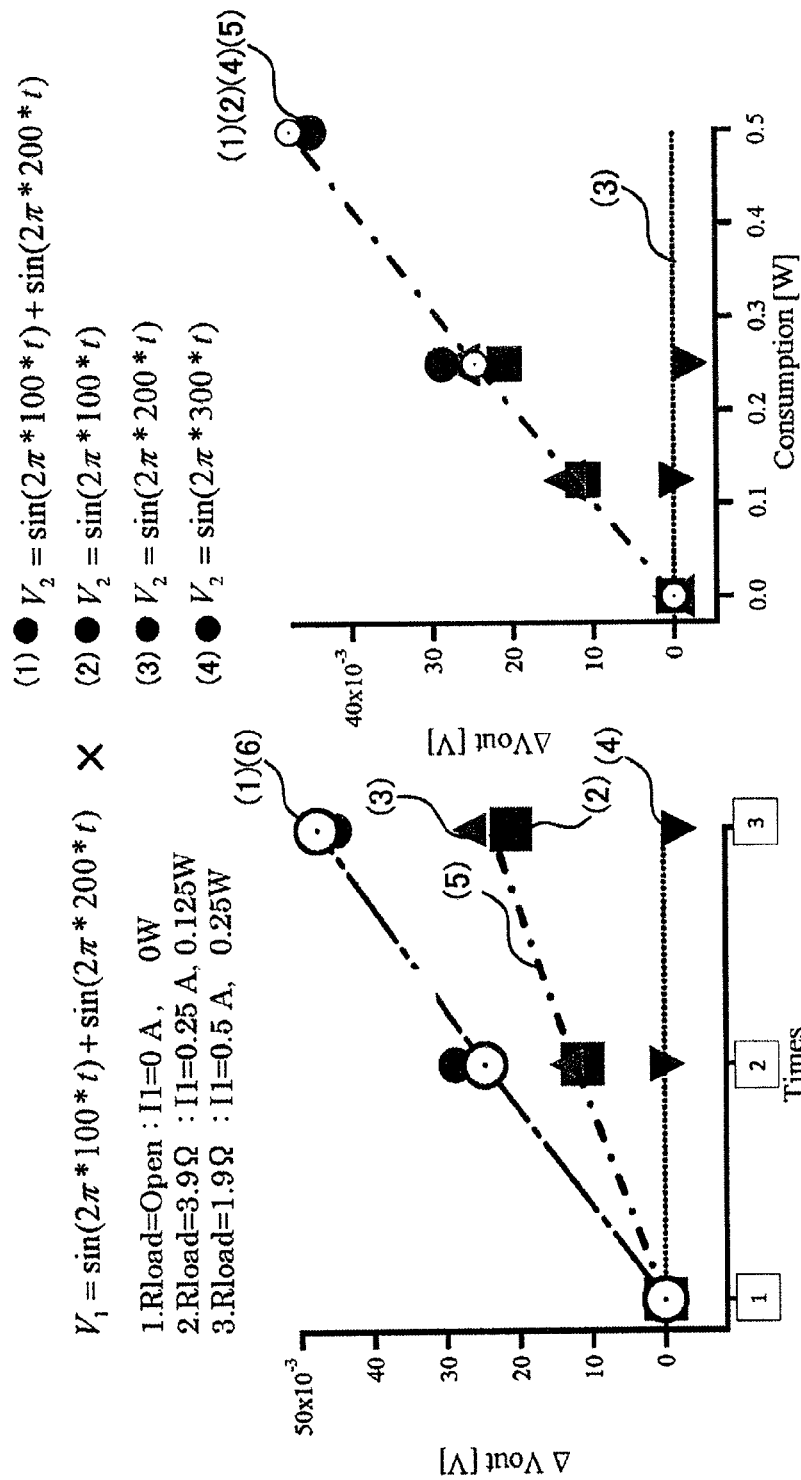 V₁ = sin(2π*100*t) + sin(2π*200*t) ×
(1) ● V₂ = sin(2π*100*t) + sin(2π*200*t)
(2) ● V₂ = sin(2π*100*t)
(3) ● V₂ = sin(2π*200*t)
(4) ● V₂ = sin(2π*300*t)
1.Rload=Open : I1=0 A , 0W
2.Rload=3.9Ω : I1=0.25 A, 0.125W
3.Rload=1.9Ω : I1=0.5 A, 0.25W
50x10⁻³
40
30
20
10
0
Δ Vout [V]
(1)(6)
(3)
(5)
(2)
(4)
1
2
3
Times
40x10⁻³
30
20
10
0
Δ Vout [V]
(1)(2)(4)(5)
(3)
0.0
0.1
0.2
0.3
0.4
0.5
Consumption [W]